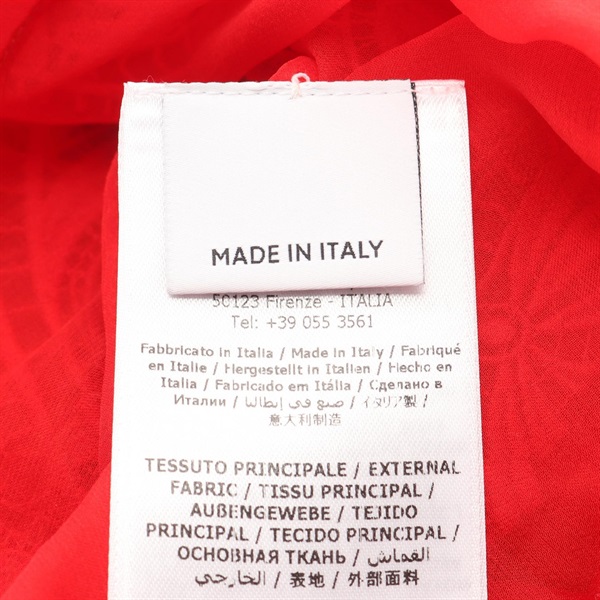 MADE IN ITALY
50123 Firenze - ITALIA
Tel: +39 055 3561
Fabbricato in Italia / Made in Italy / Fabriqué
en Italie / Hergestellt in Italien / Hecho en
Italia / Fabricado em Itália / Сделано в
Италии / صنع في إيطاليا / イタリア製 /
意大利制造
TESSUTO PRINCIPALE / EXTERNAL
FABRIC / TISSU PRINCIPAL /
AUßENGEWEBE / TEJIDO
PRINCIPAL / TECIDO PRINCIPAL /
ОСНОВНАЯ ТКАНЬ / القماش
الخارجي / 表地 / 外部面料